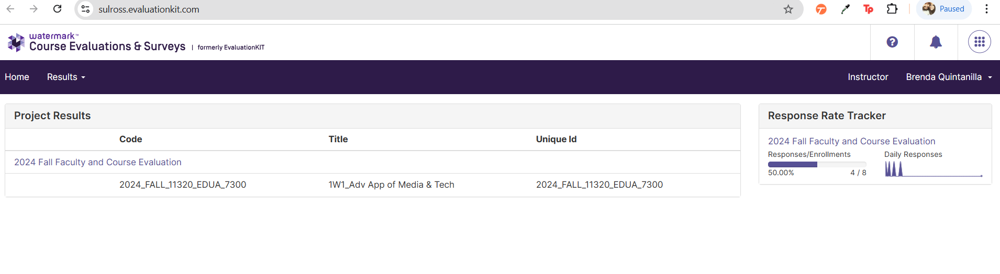 sulross.evaluationkit.com
Tp
Paused
watermark™
Course Evaluations & Surveys | formerly EvaluationKIT
?
Home Results Instructor Brenda Quintanilla
Project Results
Code Title Unique Id
2024 Fall Faculty and Course Evaluation
2024_FALL_11320_EDUA_7300 1W1_Adv App of Media & Tech 2024_FALL_11320_EDUA_7300
Response Rate Tracker
2024 Fall Faculty and Course Evaluation
Responses/Enrollments Daily Responses
50.00% 4 / 8